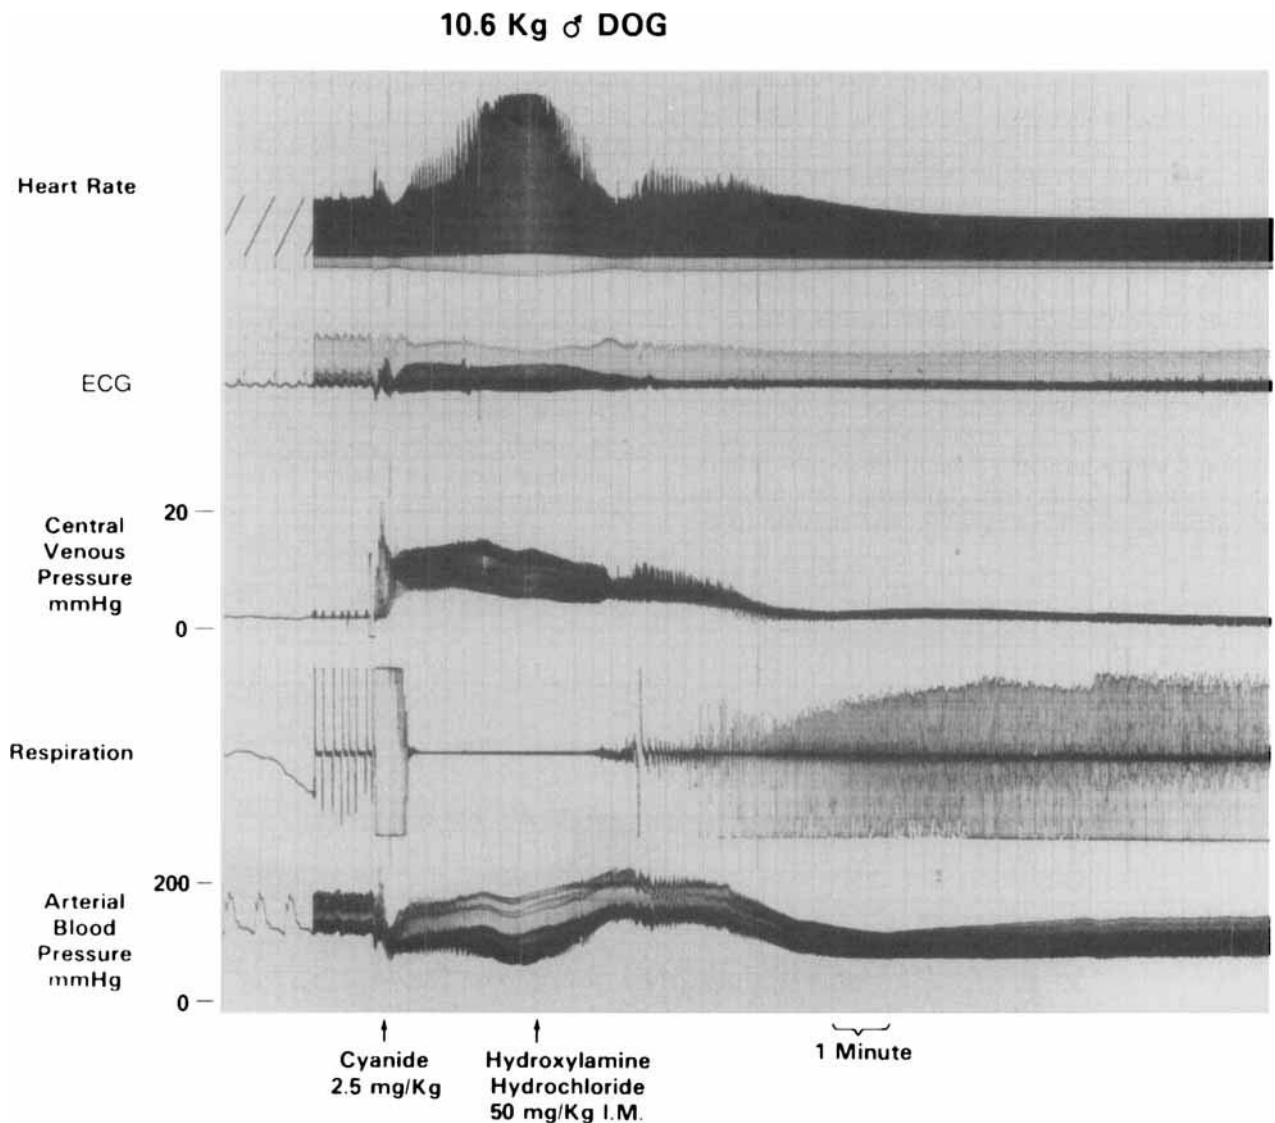 10.6 Kg ♂ DOG
Heart Rate
ECG
Central
Venous
Pressure
mmHg
20
0
Respiration
Arterial
Blood
Pressure
mmHg
200
0
Cyanide
2.5 mg/Kg
Hydroxylamine
Hydrochloride
50 mg/Kg I.M.
1 Minute